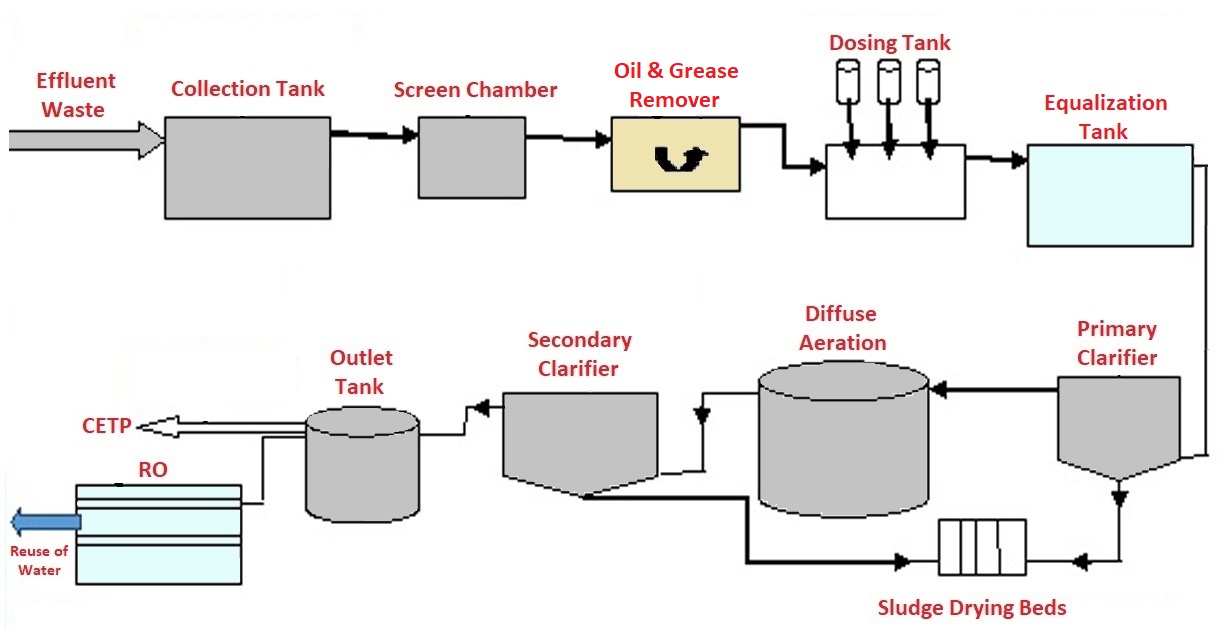 Effluent
Waste
Collection Tank
Screen Chamber
Oil & Grease
Remover
Dosing Tank
Equalization
Tank
Primary
Clarifier
Diffuse
Aeration
Secondary
Clarifier
Outlet
Tank
CETP
RO
Reuse of
Water
Sludge Drying Beds